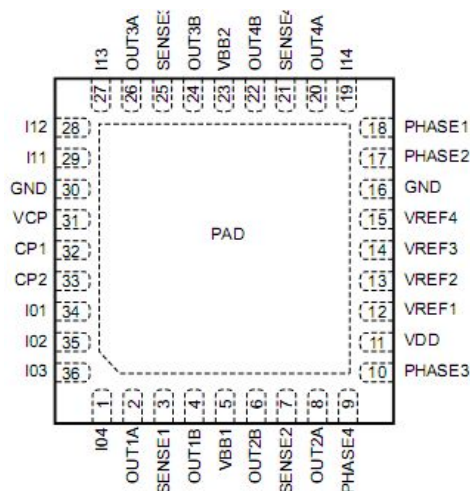 I13
OUT3A
SENSE3
OUT3B
VBB2
OUT4B
SENSE4
OUT4A
I14
27
26
25
24
23
22
21
20
19
I12 28
I11 29
GND 30
VCP 31
CP1 32
CP2 33
I01 34
I02 35
I03 36
PAD
18 PHASE1
17 PHASE2
16 GND
15 VREF4
14 VREF3
13 VREF2
12 VREF1
11 VDD
10 PHASE3
1
2
3
4
5
6
7
8
9
I04
OUT1A
SENSE1
OUT1B
VBB1
OUT2B
SENSE2
OUT2A
PHASE4